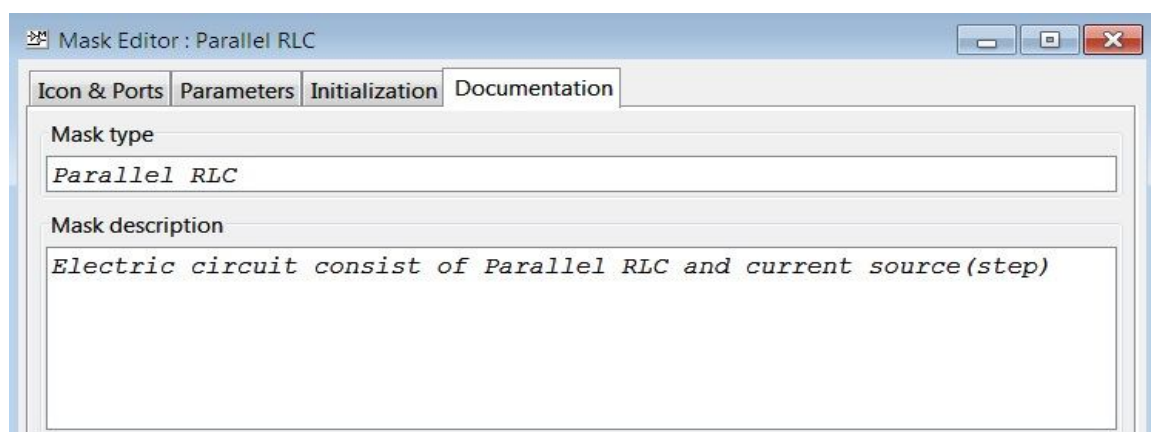 Mask Editor : Parallel RLC
Icon & Ports Parameters Initialization Documentation
Mask type
Parallel RLC
Mask description
Electric circuit consist of Parallel RLC and current source(step)